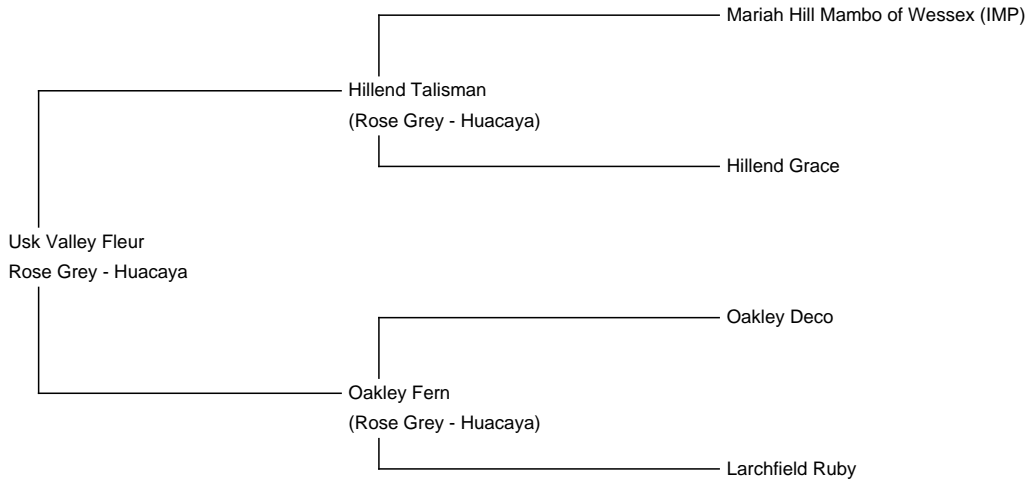 Mariah Hill Mambo of Wessex (IMP)
Hillend Talisman
(Rose Grey - Huacaya)
Hillend Grace
Usk Valley Fleur
Rose Grey - Huacaya
Oakley Deco
Oakley Fern
(Rose Grey - Huacaya)
Larchfield Ruby